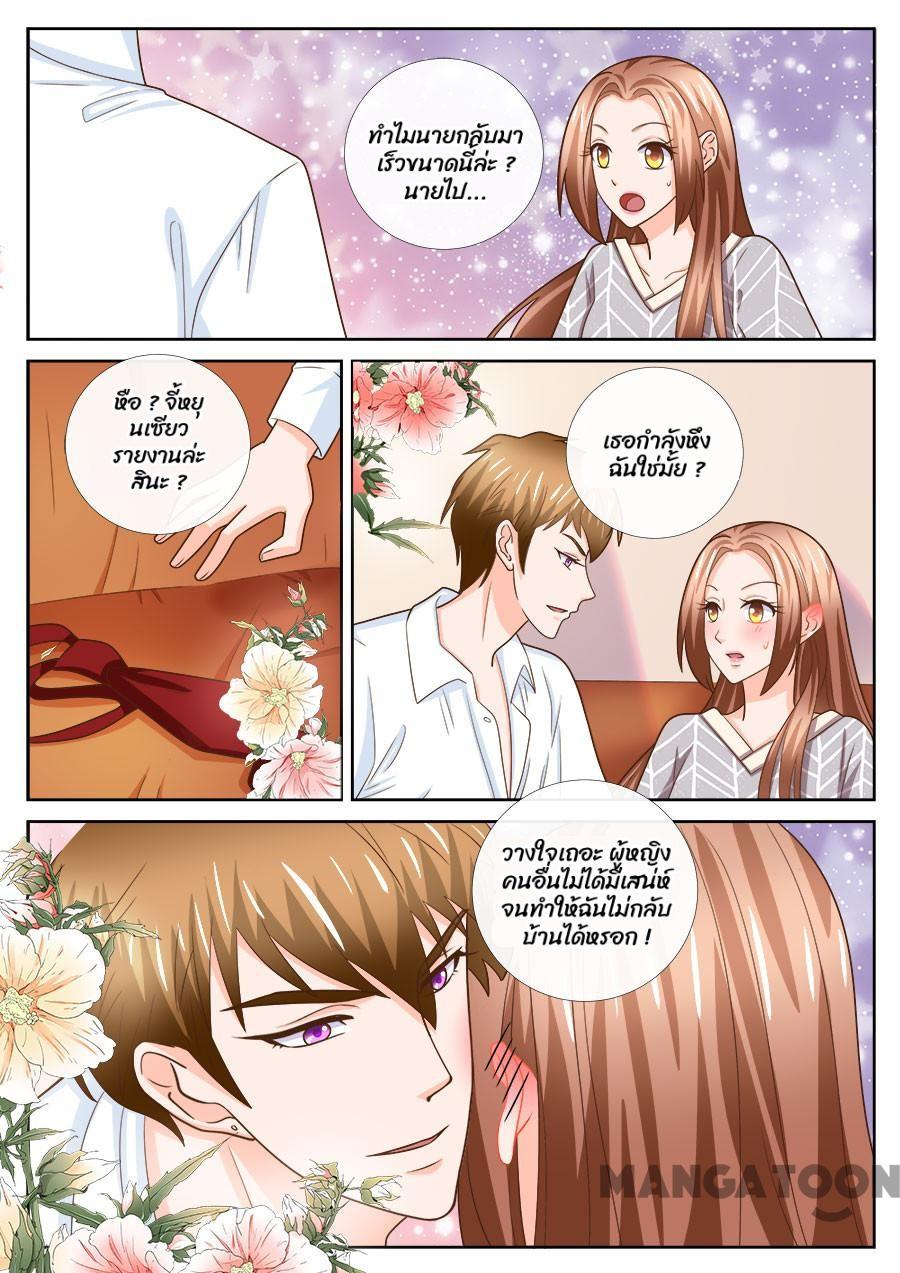 ทำไมนายกลับมา
เร็วขนาดนี้ล่ะ ?
นายไป...
หือ ? จี้หยุ
นเซียว
รายงานล่ะ
สินะ ?
เธอกำลังหึง
ฉันใช่มั้ย ?
วางใจเถอะ ผู้หญิง
คนอื่นไม่ได้มีเสน่ห์
จนทำให้ฉันไม่กลับ
บ้านได้หรอก !
MANGATOON